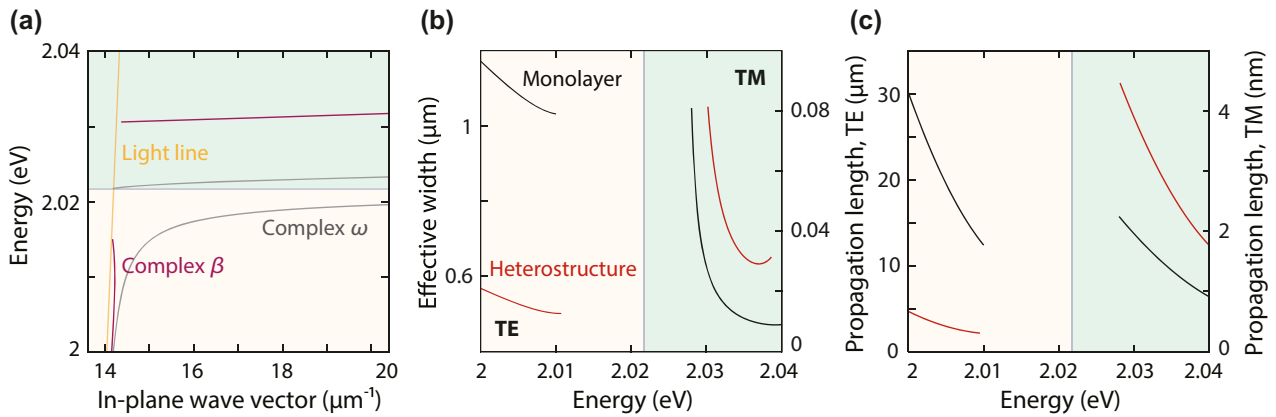 (a)
2.04
2.02
2
Energy (eV)
Light line
Complex ω
Complex β
14
16
18
20
In-plane wave vector (μm⁻¹)
(b)
1
0.6
Effective width (μm)
Monolayer
TM
Heterostructure
TE
0.08
0.04
0
2
2.01
2.02
2.03
2.04
Energy (eV)
(c)
30
20
10
0
Propagation length, TE (μm)
4
2
0
Propagation length, TM (nm)
2
2.01
2.02
2.03
2.04
Energy (eV)